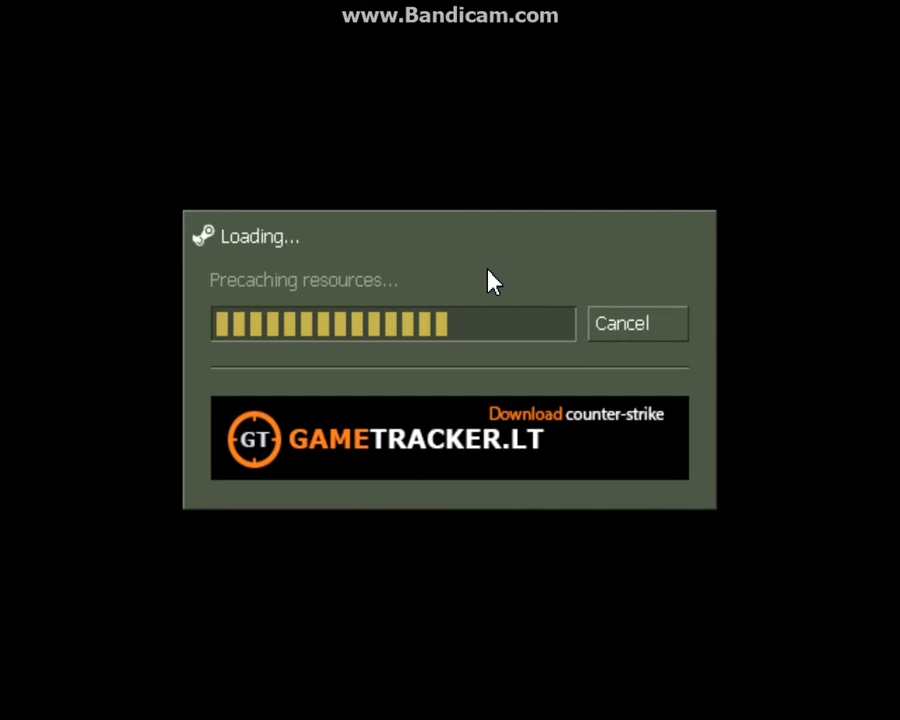 www.Bandicam.com
Loading...
Precaching resources...
Cancel
Download counter-strike
GT GAMETRACKER.LT